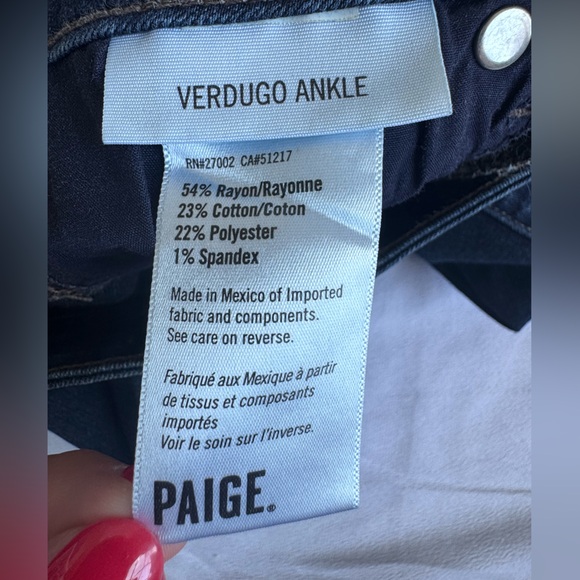 VERDUGO ANKLE
RN#27002 CA#51217
54% Rayon/Rayonne
23% Cotton/Coton
22% Polyester
1% Spandex
Made in Mexico of Imported
fabric and components.
See care on reverse.
Fabriqué aux Mexique à partir
de tissus et composants
importés
Voir le soin sur l'inverse.
PAIGE®